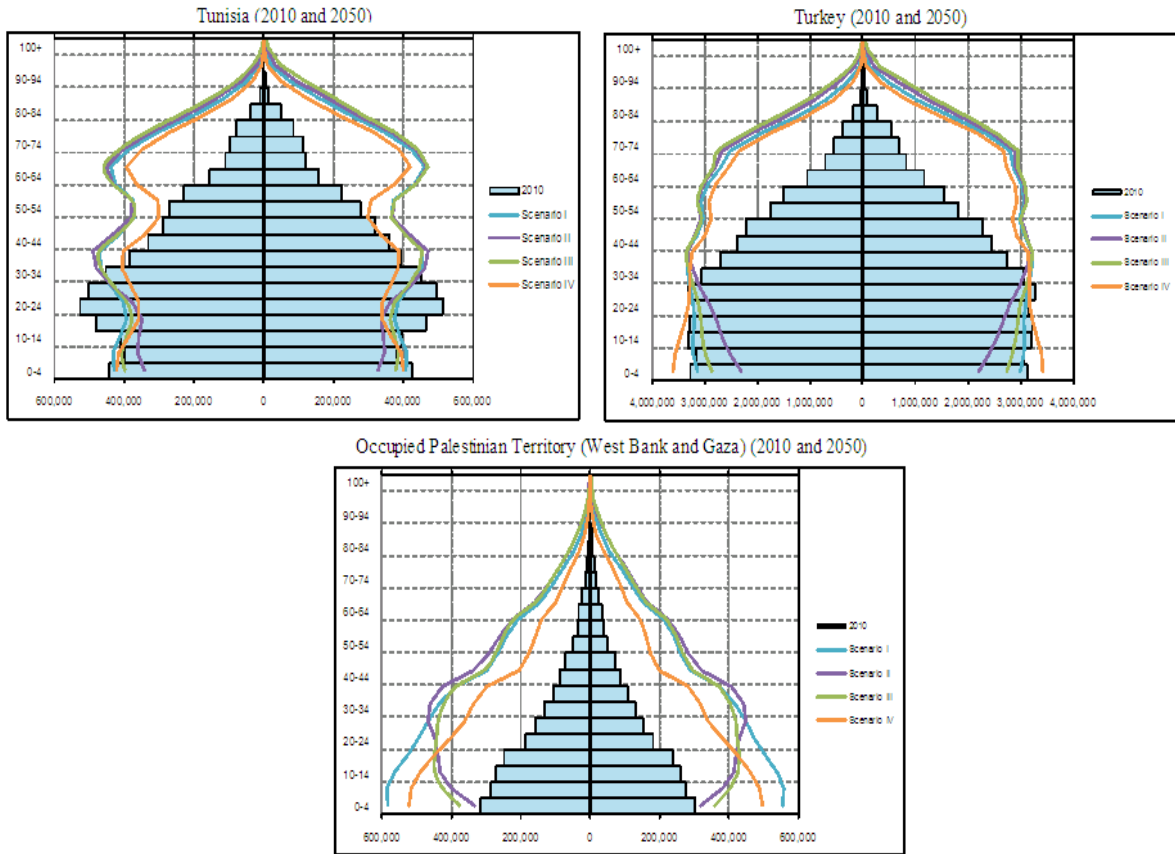 Tunisia (2010 and 2050)
100+
90-94
80-84
70-74
60-64
50-54
40-44
30-34
20-24
10-14
0-4
600,000 400,000 200,000 0 200,000 400,000 600,000
2010
Scenario I
Scenario II
Scenario III
Scenario IV
Turkey (2010 and 2050)
100+
90-94
80-84
70-74
60-64
50-54
40-44
30-34
20-24
10-14
0-4
4,000,000 3,000,000 2,000,000 1,000,000 0 1,000,000 2,000,000 3,000,000 4,000,000
2010
Scenario I
Scenario II
Scenario III
Scenario IV
Occupied Palestinian Territory (West Bank and Gaza) (2010 and 2050)
100+
90-94
80-84
70-74
60-64
50-54
40-44
30-34
20-24
10-14
0-4
600,000 400,000 200,000 0 200,000 400,000 600,000
2010
Scenario I
Scenario II
Scenario III
Scenario IV